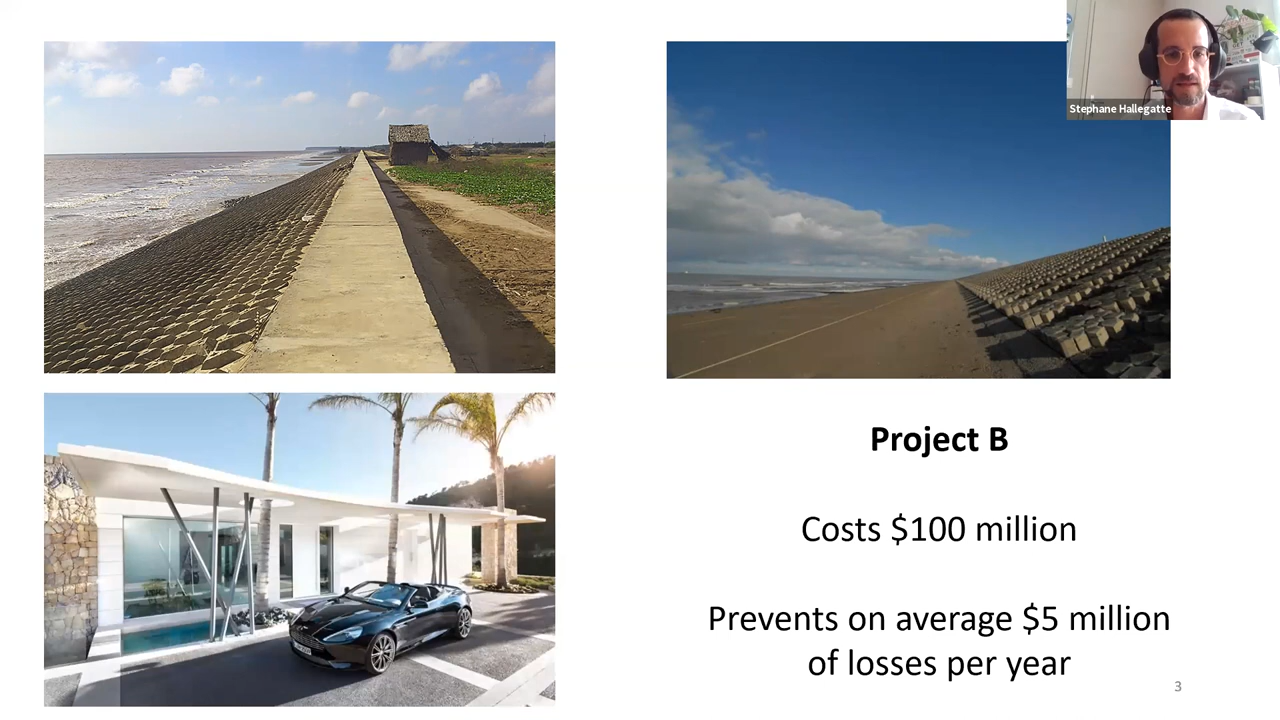 Stephane Hallegatte
Project B
Costs $100 million
Prevents on average $5 million
of losses per year
3